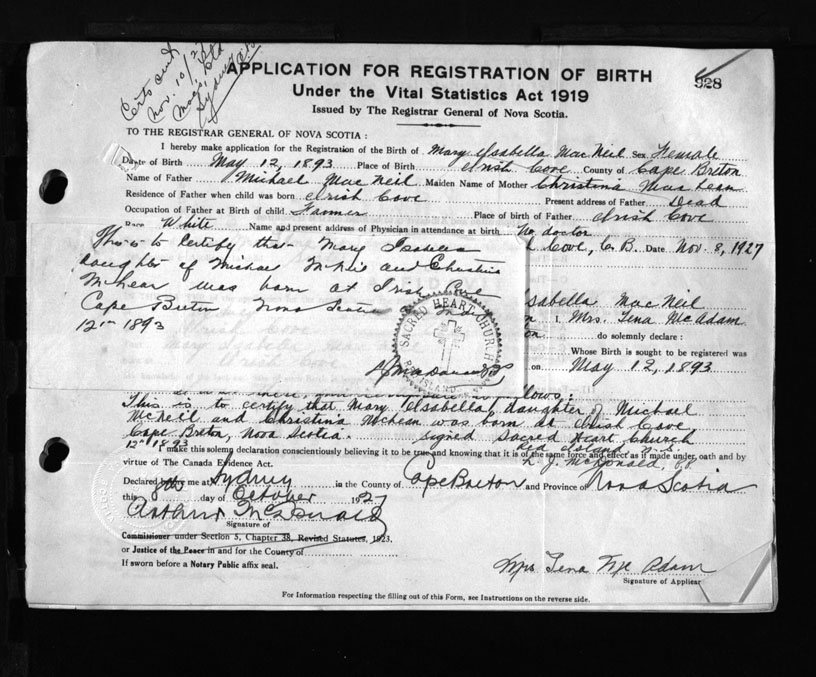 Certs sent
Nov. 10/27
Sydney
928
APPLICATION FOR REGISTRATION OF BIRTH
Under the Vital Statistics Act 1919
Issued by The Registrar General of Nova Scotia.
TO THE REGISTRAR GENERAL OF NOVA SCOTIA :
I hereby make application for the Registration of the Birth of Mary Isabella MacNeil Sex Female
Date of Birth May 12, 1893 Place of Birth Irish Cove County of Cape Breton
Name of Father Michael MacNeil Maiden Name of Mother Christina MacLean
Residence of Father when child was born Irish Cove Present address of Father Dead
Occupation of Father at Birth of child Farmer Place of birth of Father Irish Cove
Race White Name and present address of Physician in attendance at birth No doctor
Cove, C. B. Date Nov. 8, 1927
This is to certify that Mary Isabella
daughter of Michael McNeil and Christina
McLean was born at Irish Cove
Cape Breton Nova Scotia
12th 1893
SACRED HEART CHURCH
Isabella MacNeil
I, Mrs. Tena McAdam
do solemnly declare :
Whose Birth is sought to be registered was
on May 12, 1893
lows :
This is to certify that Mary Isabella, daughter of Michael
McNeil and Christina McLean was born at Irish Cove
Cape Breton, Nova Scotia. Signed Sacred Heart Church
12th 1893 Red Islands N.S.
I make this solemn declaration conscientiously believing it to be true and knowing that it is of the same force and effect as if made under oath and by
McDonald, P.P.
virtue of The Canada Evidence Act.
Declared before me at Sydney in the County of Cape Breton and Province of Nova Scotia
this 8th day of October 1927
Arthur McDonald
Signature of
Commissioner under Section 5, Chapter 38, Revised Statutes, 1923,
or Justice of the Peace in and for the County of
If sworn before a Notary Public affix seal.
Mrs Tena Mc Adam
Signature of Applicant
For Information respecting the filling out of this Form, see Instructions on the reverse side.